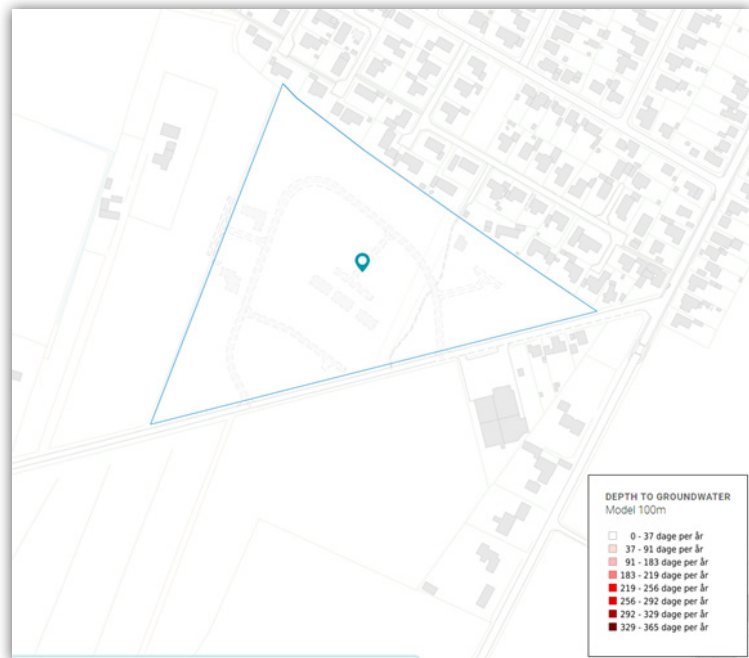 DEPTH TO GROUNDWATER
Model 100m
0 - 37 dage per år
37 - 91 dage per år
91 - 183 dage per år
183 - 219 dage per år
219 - 256 dage per år
256 - 292 dage per år
292 - 329 dage per år
329 - 365 dage per år